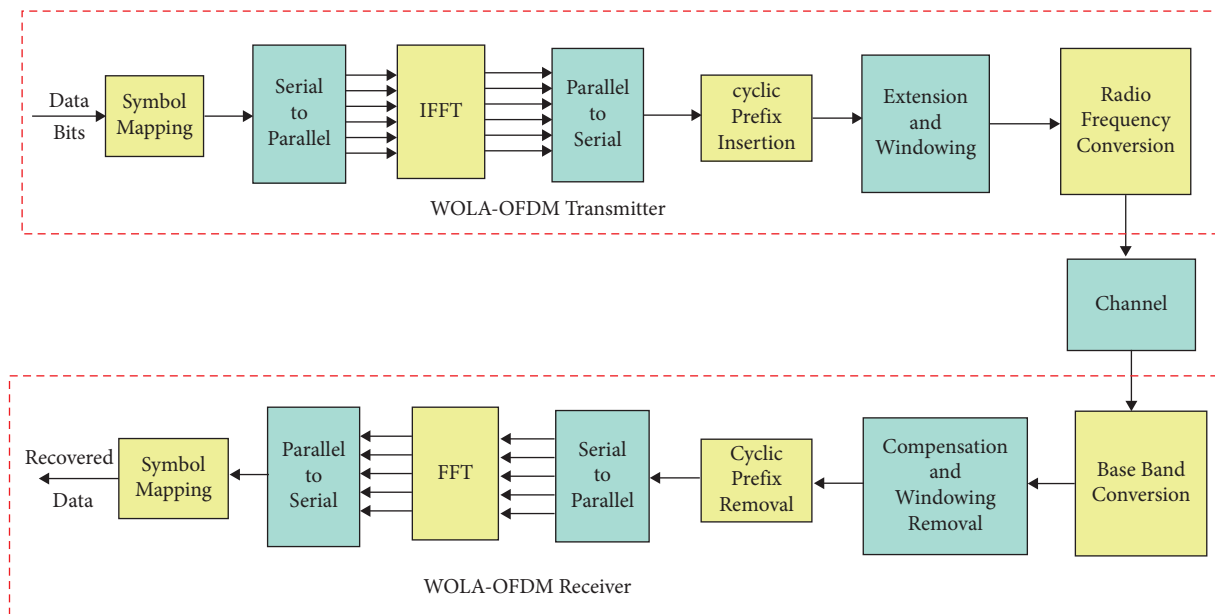 Data
Bits
Symbol
Mapping
Serial
to
Parallel
IFFT
Parallel
to
Serial
cyclic
Prefix
Insertion
Extension
and
Windowing
Radio
Frequency
Conversion
WOLA-OFDM Transmitter
Channel
Recovered
Data
Symbol
Mapping
Parallel
to
Serial
FFT
Serial
to
Parallel
Cyclic
Prefix
Removal
Compensation
and
Windowing
Removal
Base Band
Conversion
WOLA-OFDM Receiver